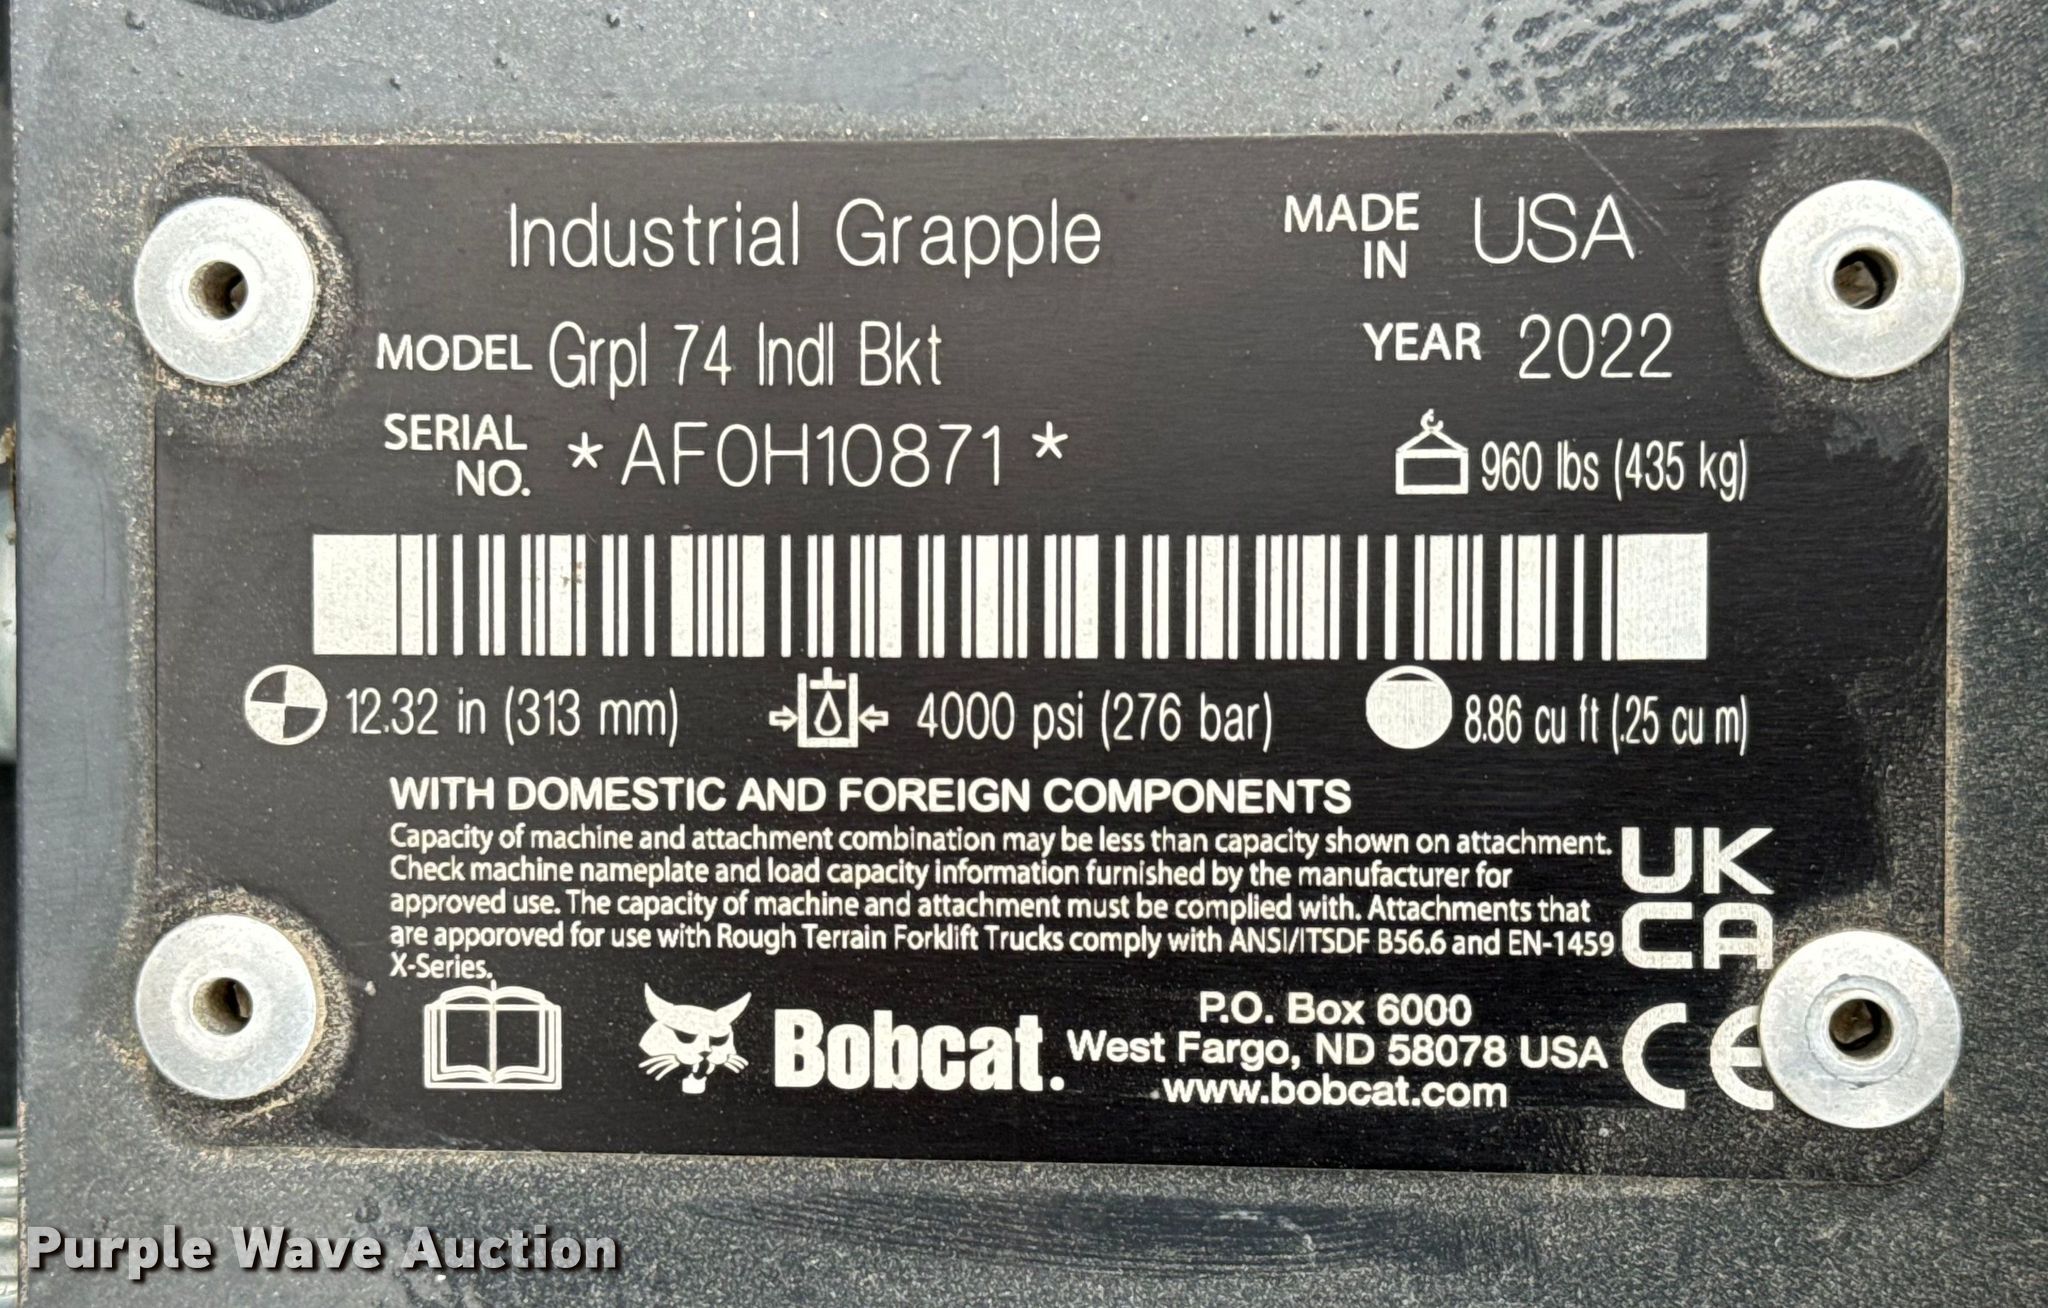 Industrial Grapple
MADE IN USA
MODEL Grpl 74 Indl Bkt
YEAR 2022
SERIAL NO. *AF0H10871*
960 lbs (435 kg)
12.32 in (313 mm)
4000 psi (276 bar)
8.86 cu ft (.25 cu m)
WITH DOMESTIC AND FOREIGN COMPONENTS
Capacity of machine and attachment combination may be less than capacity shown on attachment.
Check machine nameplate and load capacity information furnished by the manufacturer for
approved use. The capacity of machine and attachment must be complied with. Attachments that
are apporoved for use with Rough Terrain Forklift Trucks comply with ANSI/ITSDF B56.6 and EN-1459
X-Series.
UK
CA
Bobcat.
P.O. Box 6000
West Fargo, ND 58078 USA
www.bobcat.com
CE
Purple Wave Auction